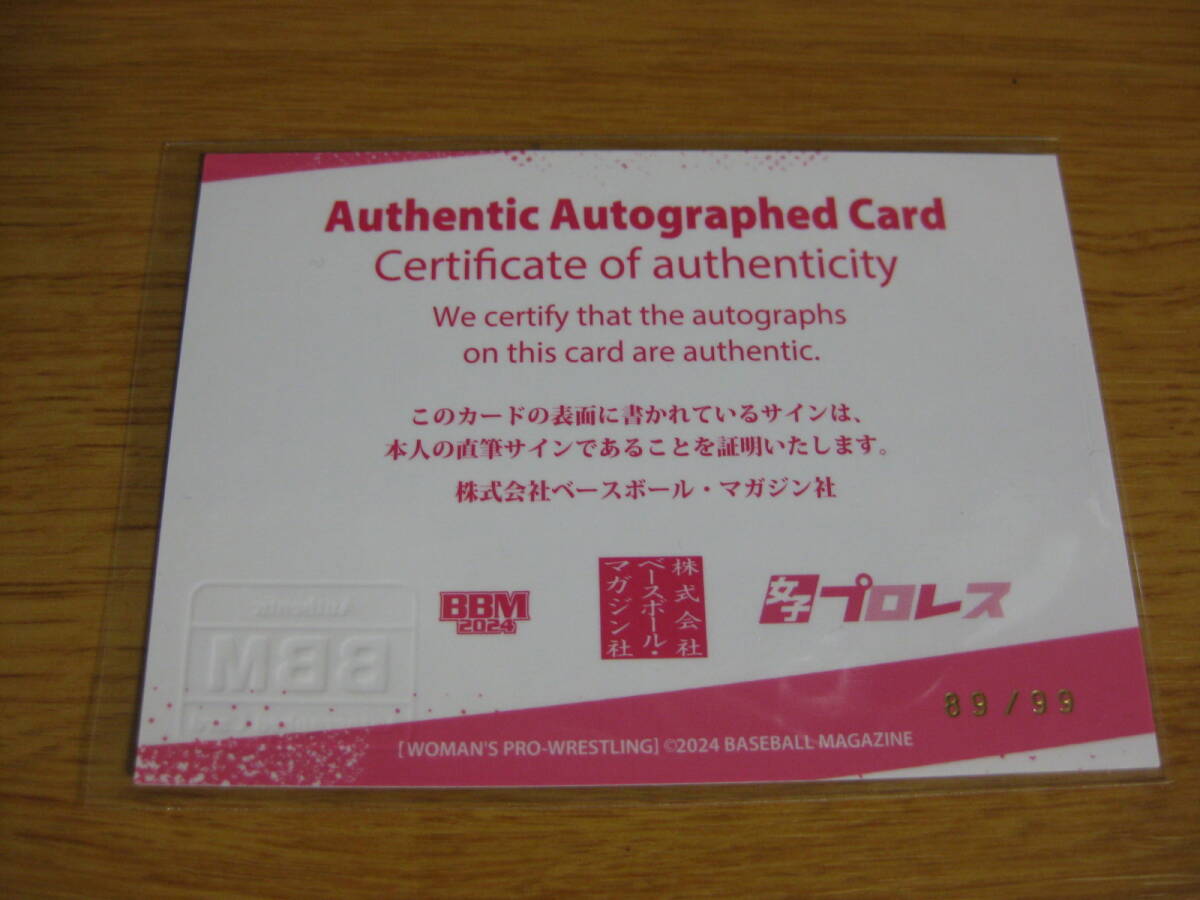 Authentic Autographed Card
Certificate of authenticity
We certify that the autographs
on this card are authentic.
このカードの表面に書かれているサインは、
本人の直筆サインであることを証明いたします。
株式会社ベースボール・マガジン社
Authentic
BBM
BBM
2024
株式会社
ベースボール・
マガジン社
女子プロレス
89/99
[WOMAN'S PRO-WRESTLING] ©2024 BASEBALL MAGAZINE